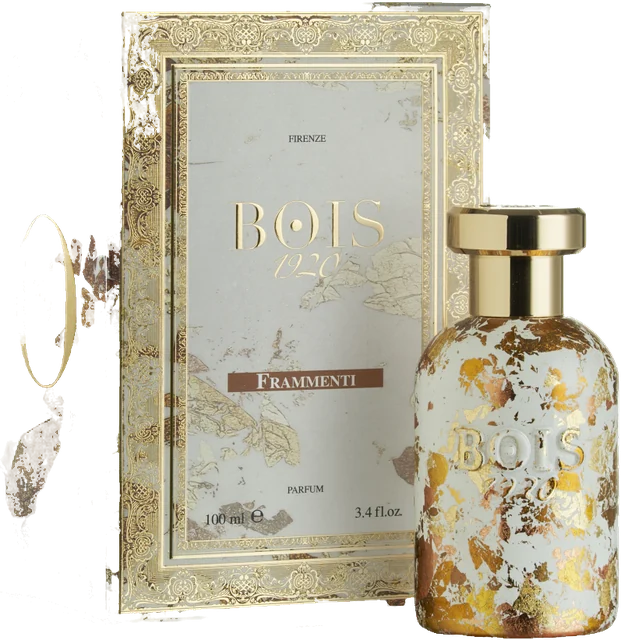 FIRENZE
BOIS
1920
FRAMMENTI
PARFUM
100 ml ℮
3.4 fl.oz.
BOIS
1920